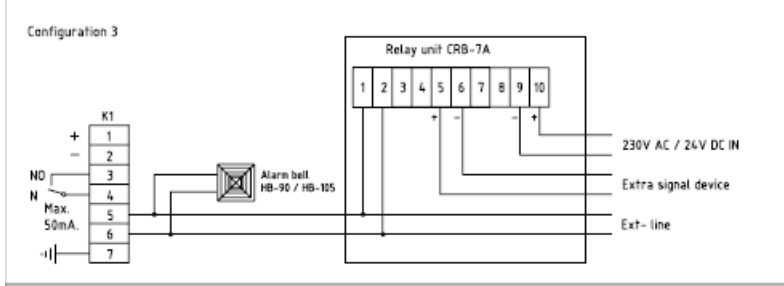 Configuration 3
Relay unit CRB-7A
1 2 3 4 5 6 7 8 9 10
+ - - +
230V AC / 24V DC IN
Extra signal device
Ext- line
Alarm bell
HB-90 / HB-105
K1
+ 1
- 2
NO 3
N 4
Max.
50mA.
5
6
7